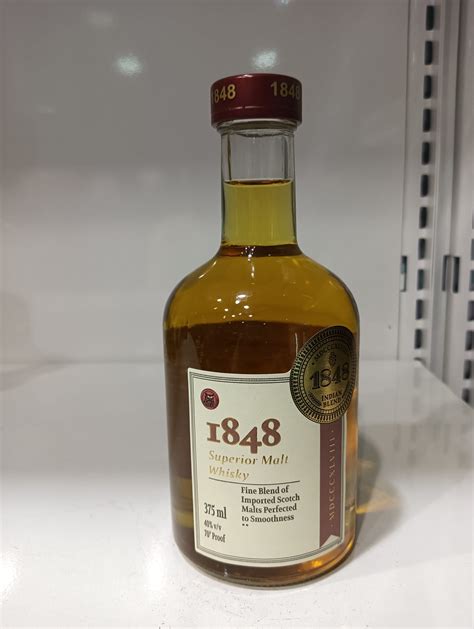 1848 1848
1848
INDIAN
BLEND
1848
Superior Malt
Whisky
Fine Blend of
Imported Scotch
Malts Perfected
to Smoothness
375 ml
40% v/v
70° Proof
MDCCCXLVIII